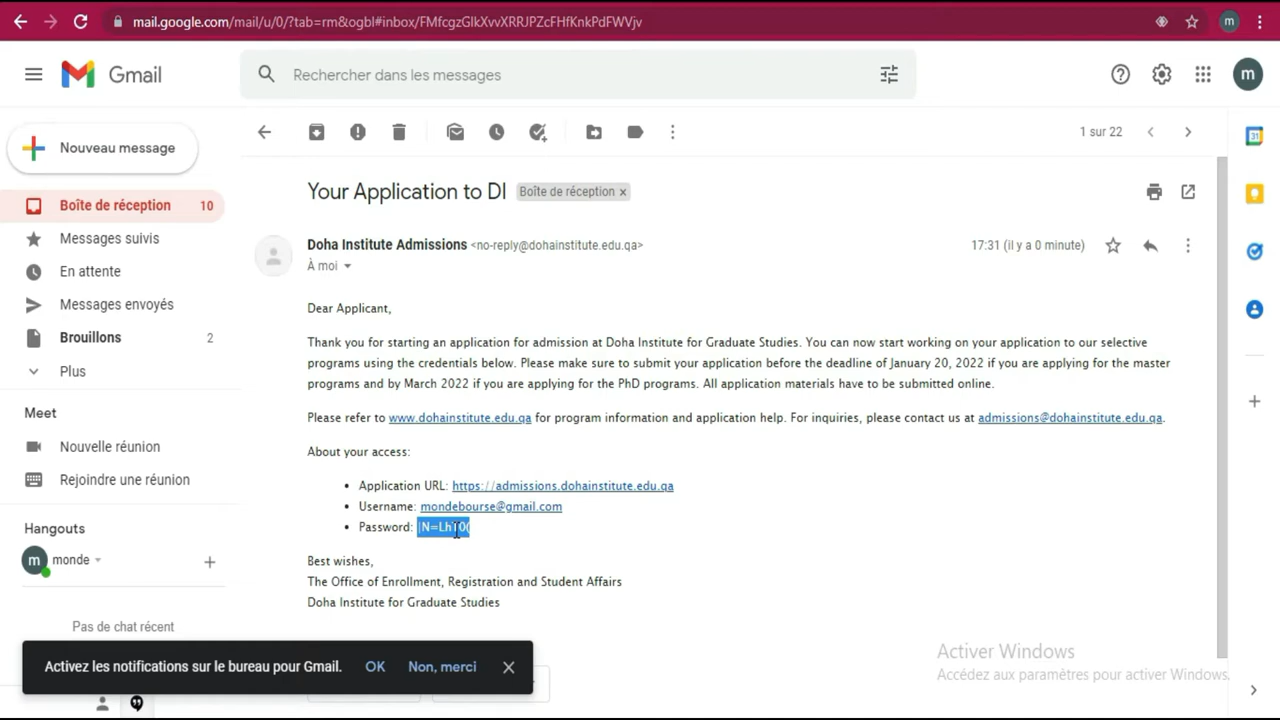 mail.google.com/mail/u/0/?tab=rm&ogbl#inbox/FMfcgzGlkXvvXRRJPZcFHfKnkPdFWVjv
m
Gmail
Rechercher dans les messages
m
Nouveau message
1 sur 22
31
Boîte de réception 10
Your Application to DI Boîte de réception x
Messages suivis
Doha Institute Admissions <no-reply@dohainstitute.edu.qa>
17:31 (il y a 0 minute)
En attente
À moi
Messages envoyés
Dear Applicant,
Brouillons 2
Thank you for starting an application for admission at Doha Institute for Graduate Studies. You can now start working on your application to our selective
programs using the credentials below. Please make sure to submit your application before the deadline of January 20, 2022 if you are applying for the master
Plus
programs and by March 2022 if you are applying for the PhD programs. All application materials have to be submitted online.
Meet
Please refer to www.dohainstitute.edu.qa for program information and application help. For inquiries, please contact us at admissions@dohainstitute.edu.qa.
Nouvelle réunion
About your access:
Rejoindre une réunion
• Application URL: https://admissions.dohainstitute.edu.qa
• Username: mondebourse@gmail.com
Hangouts
• Password:
m monde
Best wishes,
The Office of Enrollment, Registration and Student Affairs
Doha Institute for Graduate Studies
Pas de chat récent
Activez les notifications sur le bureau pour Gmail. OK Non, merci
Activer Windows
Accédez aux paramètres pour activer Windows.